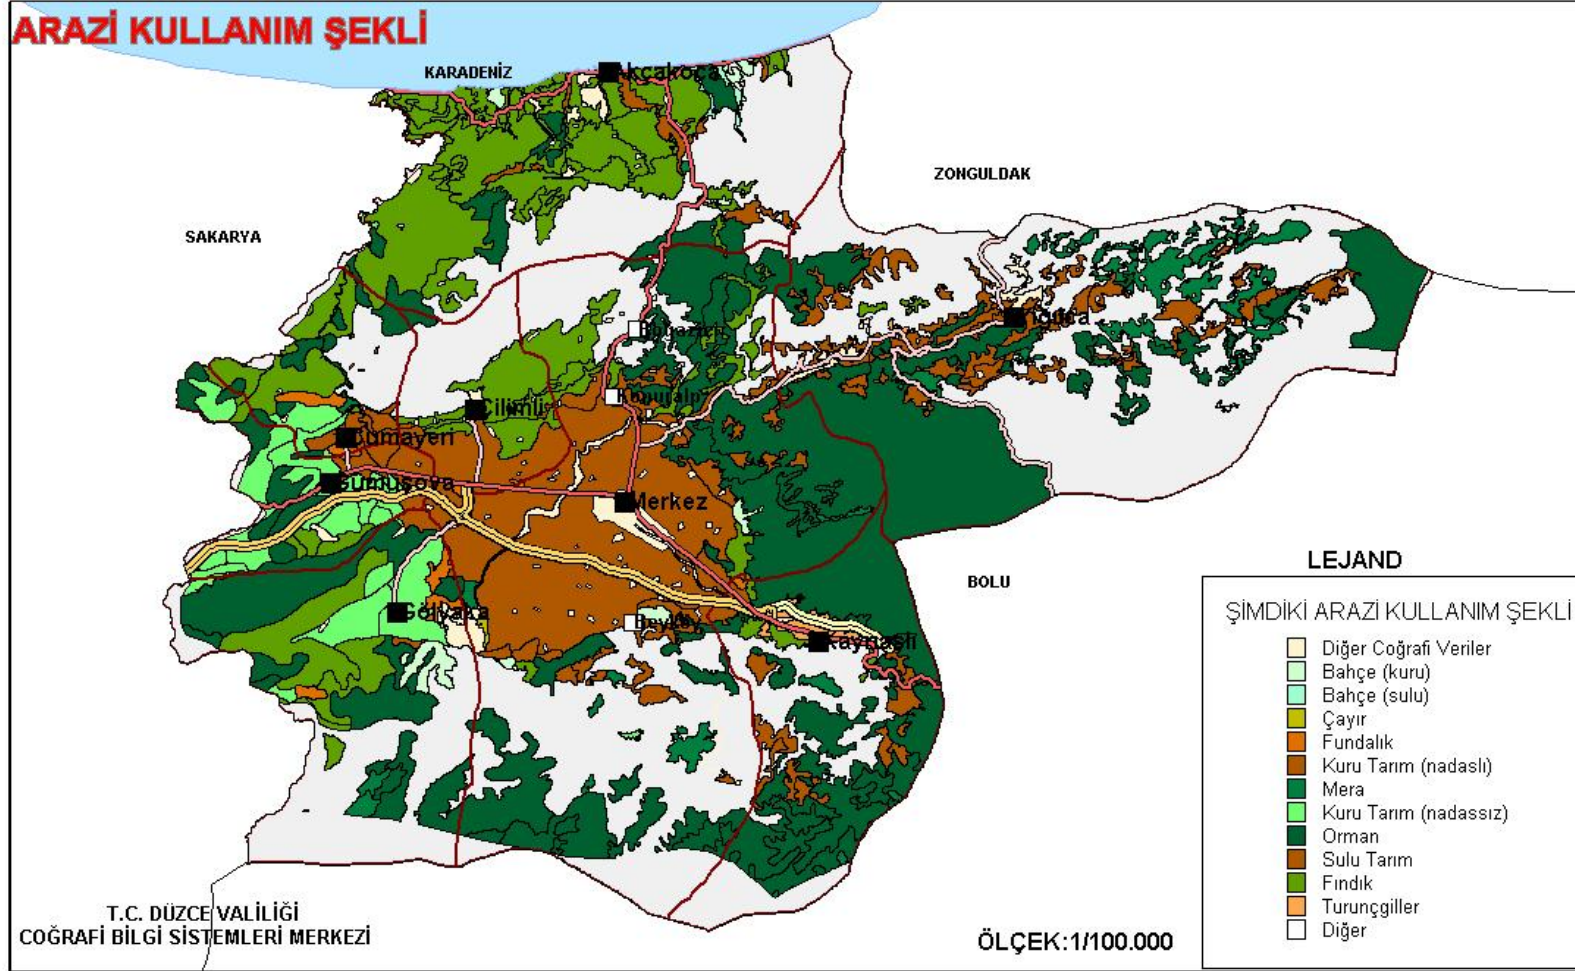 ARAZİ KULLANIM ŞEKLİ
KARADENİZ
Akçakoca
ZONGULDAK
SAKARYA
Yığılca
Boğaziçi
Konuralp
Çilimli
Cumayeri
Gümüşova
Merkez
BOLU
Gölyaka
Beyköy
Kaynaşlı
LEJAND
ŞİMDİKİ ARAZİ KULLANIM ŞEKLİ
Diğer Coğrafi Veriler
Bahçe (kuru)
Bahçe (sulu)
Çayır
Fundalık
Kuru Tarım (nadaslı)
Mera
Kuru Tarım (nadassız)
Orman
Sulu Tarım
Fındık
Turunçgiller
Diğer
T.C. DÜZCE VALİLİĞİ
COĞRAFİ BİLGİ SİSTEMLERİ MERKEZİ
ÖLÇEK:1/100.000